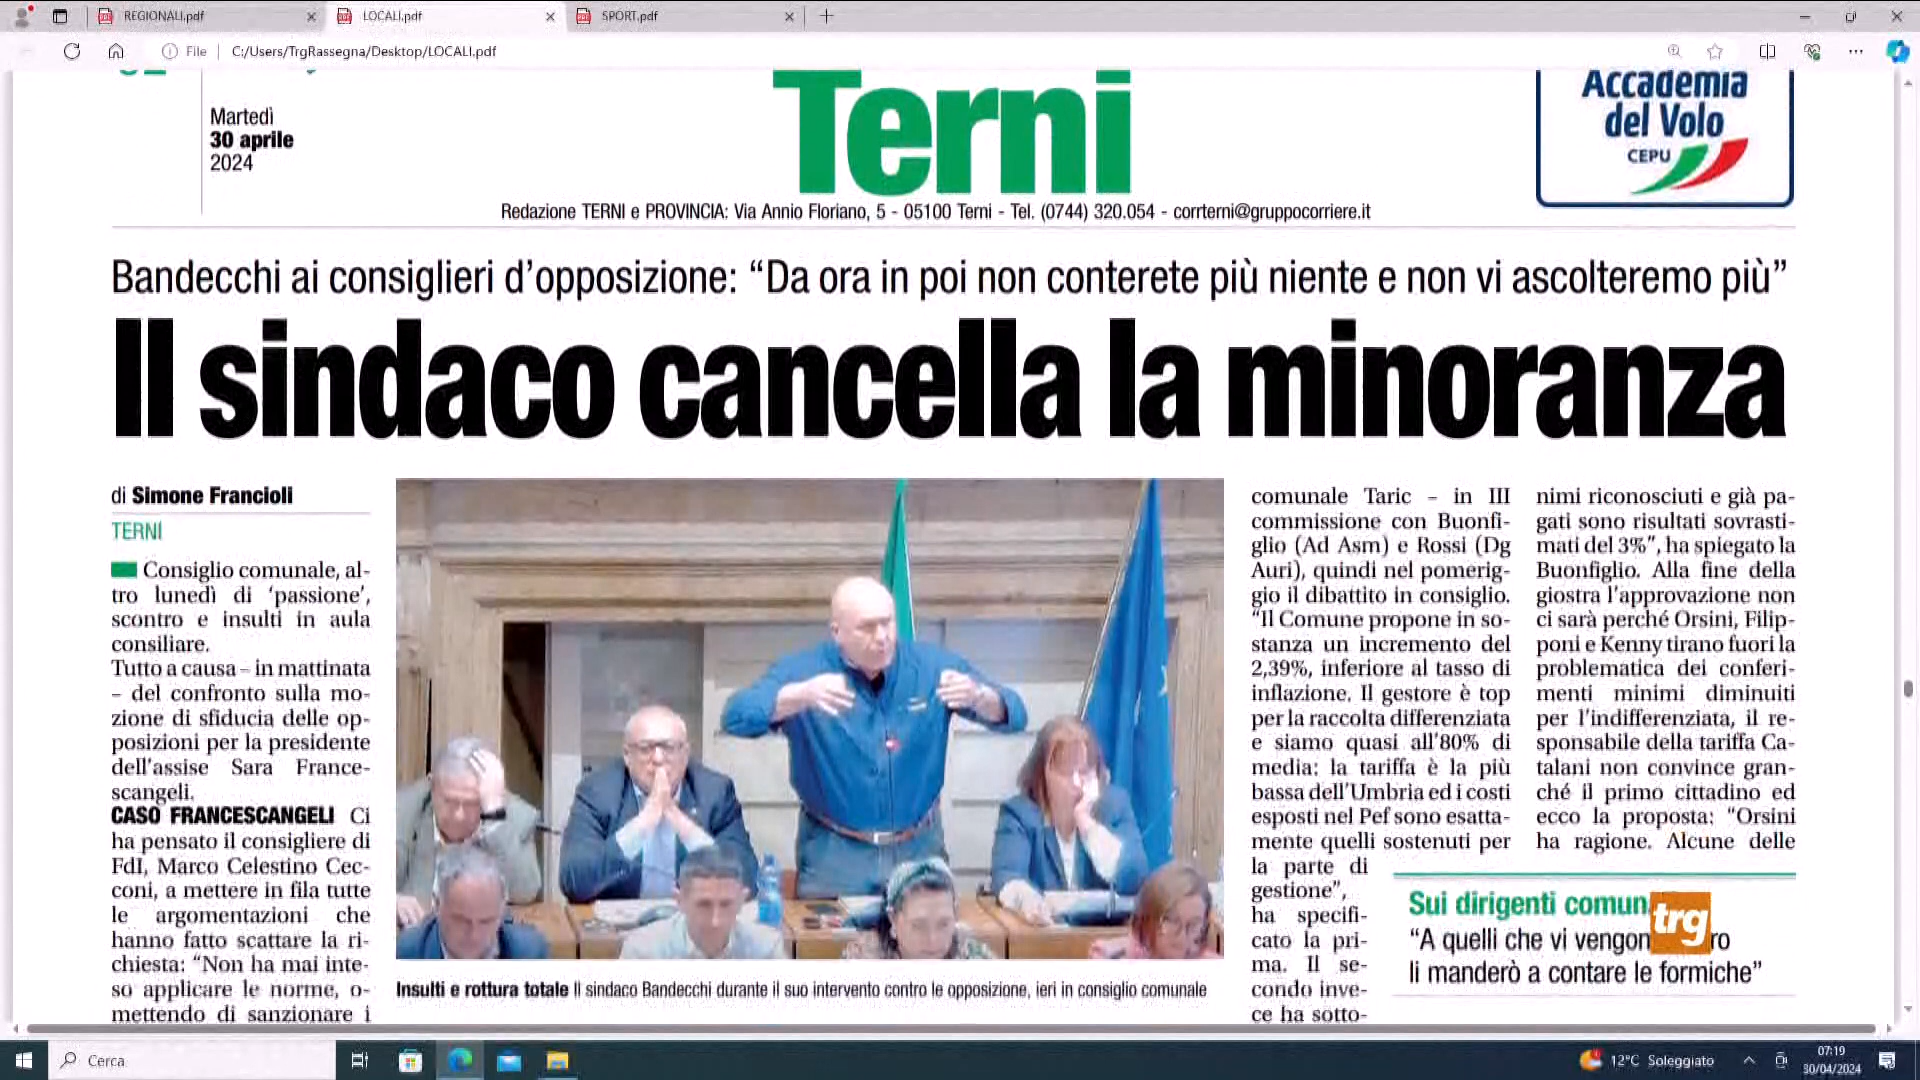 REGIONALI.pdf
LOCALI.pdf
SPORT.pdf
File
C:/Users/TrgRassegna/Desktop/LOCALI.pdf
Martedì
30 aprile
2024
Terni
Accademia
del Volo
CEPU
Redazione TERNI e PROVINCIA: Via Annio Floriano, 5 - 05100 Terni - Tel. (0744) 320.054 - corrterni@gruppocorriere.it
Bandecchi ai consiglieri d'opposizione: “Da ora in poi non conterete più niente e non vi ascolteremo più”
Il sindaco cancella la minoranza
di Simone Francioli
TERNI
Consiglio comunale, al-
tro lunedì di ‘passione’,
scontro e insulti in aula
consiliare.
Tutto a causa – in mattinata
– del confronto sulla mo-
zione di sfiducia delle op-
posizioni per la presidente
dell’assise Sara France-
scangeli.
CASO FRANCESCANGELI Ci
ha pensato il consigliere di
FdI, Marco Celestino Cec-
coni, a mettere in fila tutte
le argomentazioni che
hanno fatto scattare la ri-
chiesta: “Non ha mai inte-
so applicare le norme, o-
mettendo di sanzionare i
Insulti e rottura totale Il sindaco Bandecchi durante il suo intervento contro le opposizione, ieri in consiglio comunale
comunale Taric – in III
commissione con Buonfi-
glio (Ad Asm) e Rossi (Dg
Auri), quindi nel pomerig-
gio il dibattito in consiglio.
“Il Comune propone in so-
stanza un incremento del
2,39%, inferiore al tasso di
inflazione. Il gestore è top
per la raccolta differenziata
e siamo quasi all’80% di
media: la tariffa è la più
bassa dell’Umbria ed i costi
esposti nel Pef sono esatta-
mente quelli sostenuti per
la parte di
gestione”,
ha specifi-
cato la pri-
ma. Il se-
condo inve-
ce ha sotto-
nimi riconosciuti e già pa-
gati sono risultati sovrasti-
mati del 3%”, ha spiegato la
Buonfiglio. Alla fine della
giostra l’approvazione non
ci sarà perché Orsini, Filip-
poni e Kenny tirano fuori la
problematica dei conferi-
menti minimi diminuiti
per l’indifferenziata, il re-
sponsabile della tariffa Ca-
talani non convince gran-
ché il primo cittadino ed
ecco la proposta: “Orsini
ha ragione. Alcune delle
Sui dirigenti comun
“A quelli che vi vengon ro
li manderò a contare le formiche”
trg
Cerca
12°C Soleggiato
07:19
30/04/2024